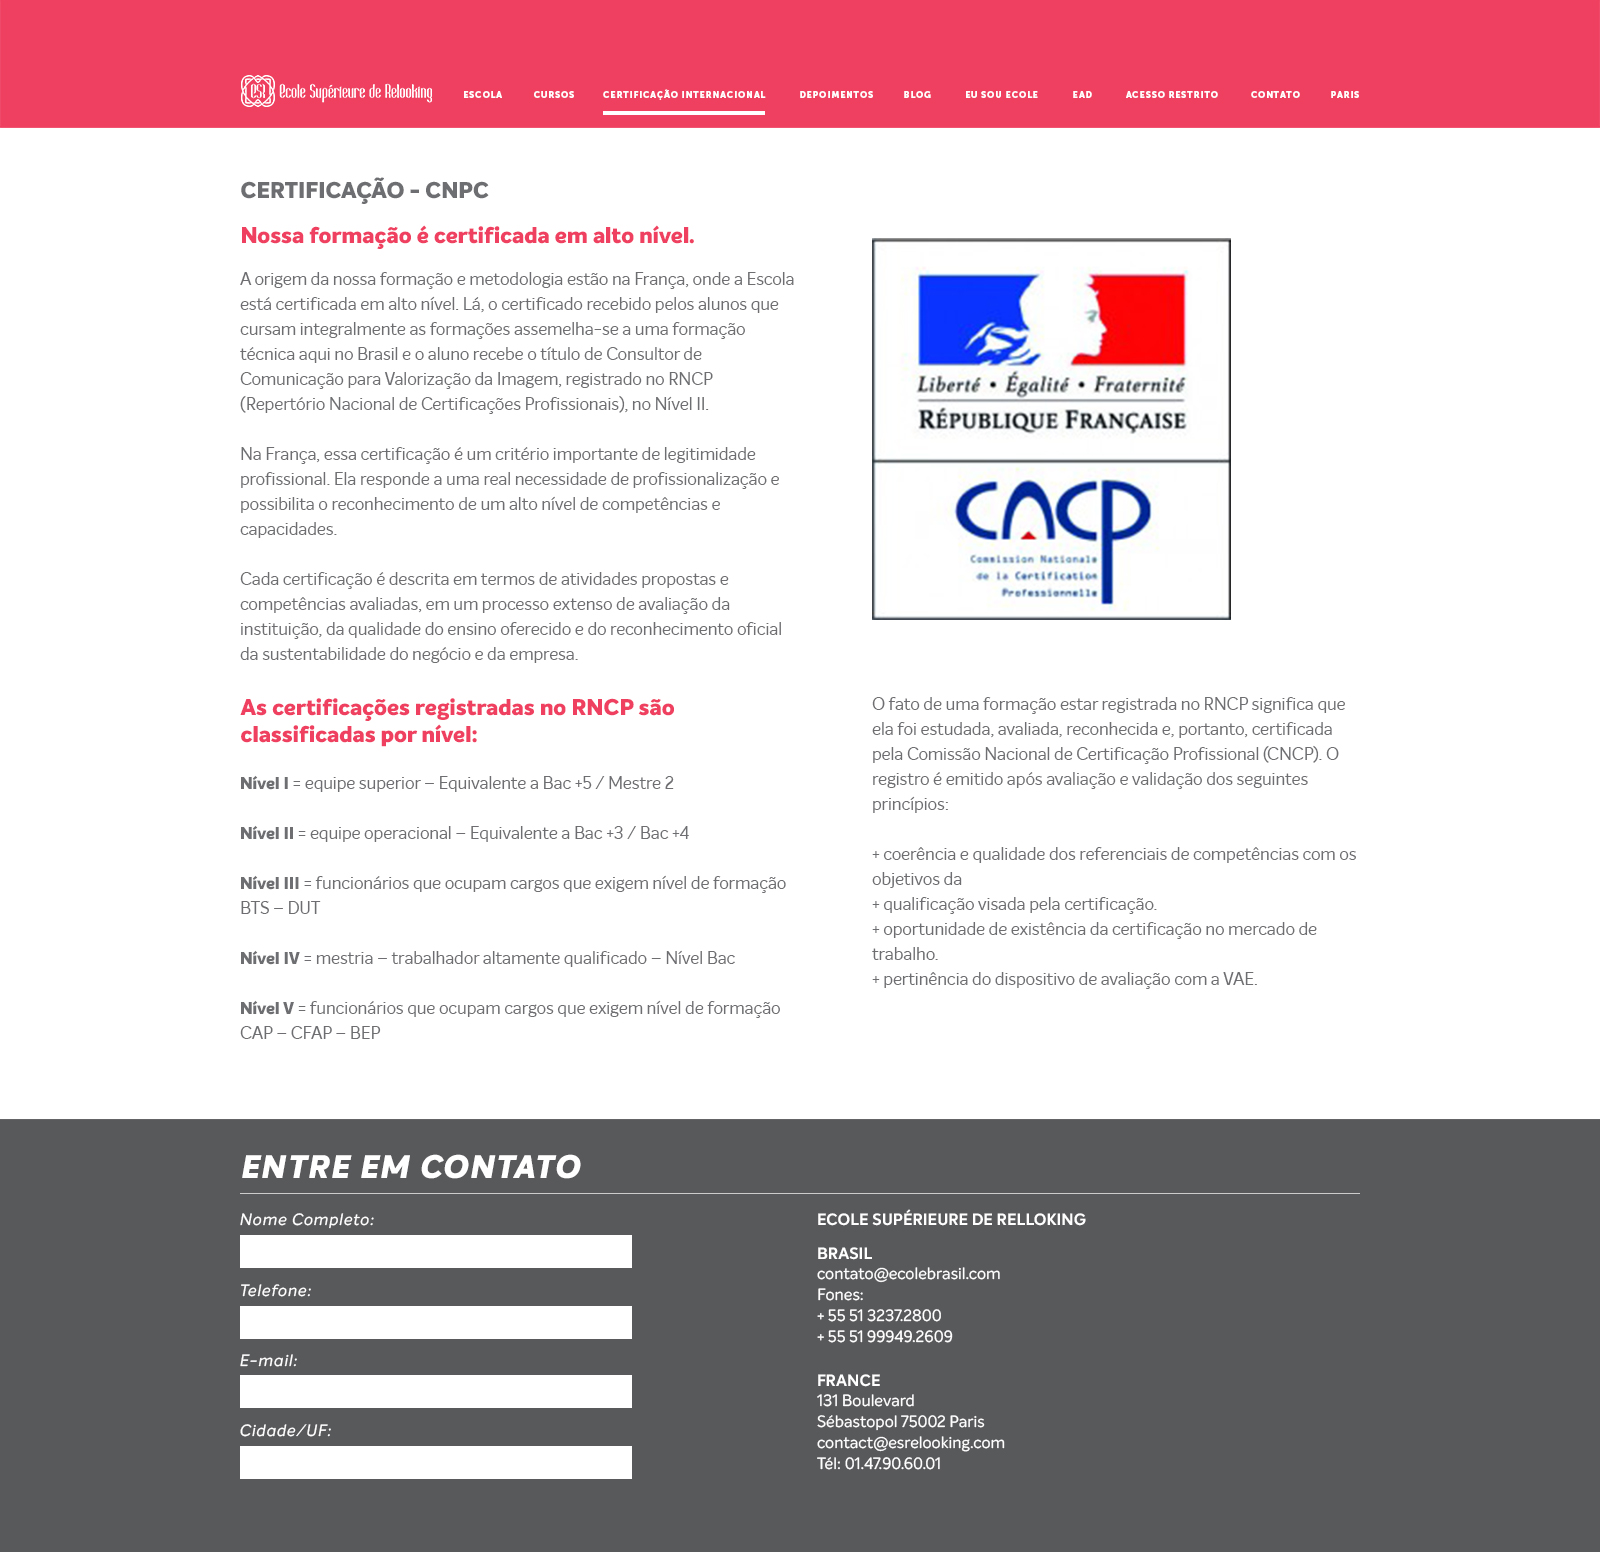 esr Ecole Supérieure de Relooking
ESCOLA CURSOS CERTIFICAÇÃO INTERNACIONAL DEPOIMENTOS BLOG EU SOU ECOLE EAD ACESSO RESTRITO CONTATO PARIS
CERTIFICAÇÃO - CNPC
Nossa formação é certificada em alto nível.
A origem da nossa formação e metodologia estão na França, onde a Escola
está certificada em alto nível. Lá, o certificado recebido pelos alunos que
cursam integralmente as formações assemelha-se a uma formação
técnica aqui no Brasil e o aluno recebe o título de Consultor de
Comunicação para Valorização da Imagem, registrado no RNCP
(Repertório Nacional de Certificações Profissionais), no Nível II.
Na França, essa certificação é um critério importante de legitimidade
profissional. Ela responde a uma real necessidade de profissionalização e
possibilita o reconhecimento de um alto nível de competências e
capacidades.
Cada certificação é descrita em termos de atividades propostas e
competências avaliadas, em um processo extenso de avaliação da
instituição, da qualidade do ensino oferecido e do reconhecimento oficial
da sustentabilidade do negócio e da empresa.
As certificações registradas no RNCP são
classificadas por nível:
Nível I = equipe superior – Equivalente a Bac +5 / Mestre 2
Nível II = equipe operacional – Equivalente a Bac +3 / Bac +4
Nível III = funcionários que ocupam cargos que exigem nível de formação
BTS – DUT
Nível IV = mestria – trabalhador altamente qualificado – Nível Bac
Nível V = funcionários que ocupam cargos que exigem nível de formação
CAP – CFAP – BEP
Liberté • Égalité • Fraternité
RÉPUBLIQUE FRANÇAISE
cncp
Commission Nationale
de la Certification
Professionnelle
O fato de uma formação estar registrada no RNCP significa que
ela foi estudada, avaliada, reconhecida e, portanto, certificada
pela Comissão Nacional de Certificação Profissional (CNCP). O
registro é emitido após avaliação e validação dos seguintes
princípios:
+ coerência e qualidade dos referenciais de competências com os
objetivos da
+ qualificação visada pela certificação.
+ oportunidade de existência da certificação no mercado de
trabalho.
+ pertinência do dispositivo de avaliação com a VAE.
ENTRE EM CONTATO
Nome Completo:
Telefone:
E-mail:
Cidade/UF:
ECOLE SUPÉRIEURE DE RELLOKING
BRASIL
contato@ecolebrasil.com
Fones:
+ 55 51 3237.2800
+ 55 51 99949.2609
FRANCE
131 Boulevard
Sébastopol 75002 Paris
contact@esrelooking.com
Tél: 01.47.90.60.01